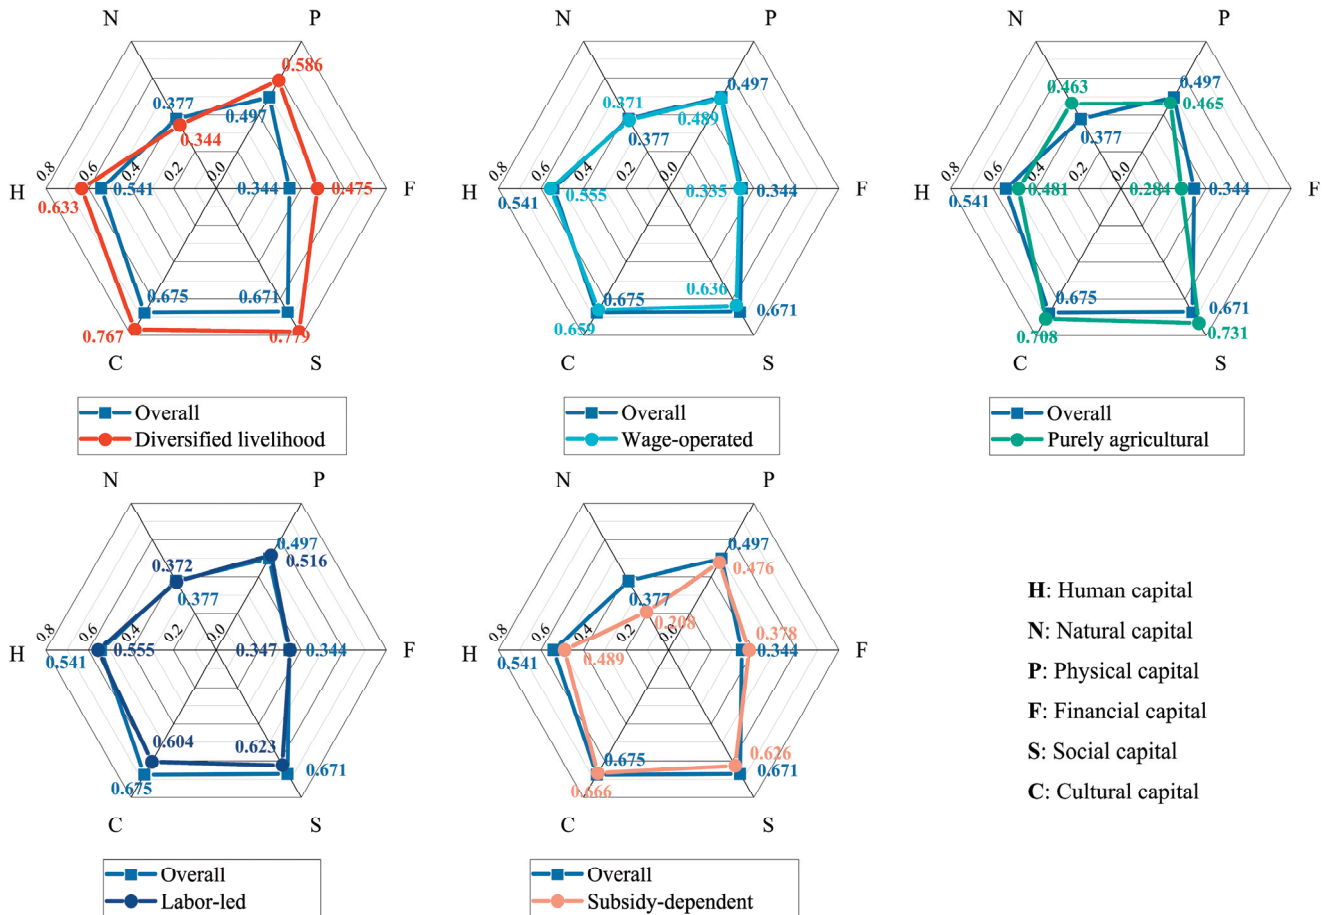 N
P
0.586
0.377
0.497
0.344
0.8
0.6
0.4
0.2
0.0
H
0.541
0.344
0.475
F
0.633
0.675
0.671
0.767
0.779
C
S
Overall
Diversified livelihood
N
P
0.497
0.371
0.489
0.377
0.8
0.6
0.4
0.2
0.0
H
0.541
0.555
0.335
0.344
F
0.636
0.675
0.671
0.659
C
S
Overall
Wage-operated
N
P
0.497
0.463
0.465
0.377
0.8
0.6
0.4
0.2
0.0
H
0.541
0.481
0.284
0.344
F
0.675
0.671
0.708
0.731
C
S
Overall
Purely agricultural
N
P
0.497
0.516
0.372
0.377
0.8
0.6
0.4
0.2
0.0
H
0.541
0.555
0.347
0.344
F
0.604
0.623
0.671
0.675
C
S
Overall
Labor-led
N
P
0.497
0.476
0.377
0.208
0.8
0.6
0.4
0.2
0.0
H
0.541
0.489
0.378
0.344
F
0.626
0.675
0.671
0.666
C
S
Overall
Subsidy-dependent
H: Human capital
N: Natural capital
P: Physical capital
F: Financial capital
S: Social capital
C: Cultural capital